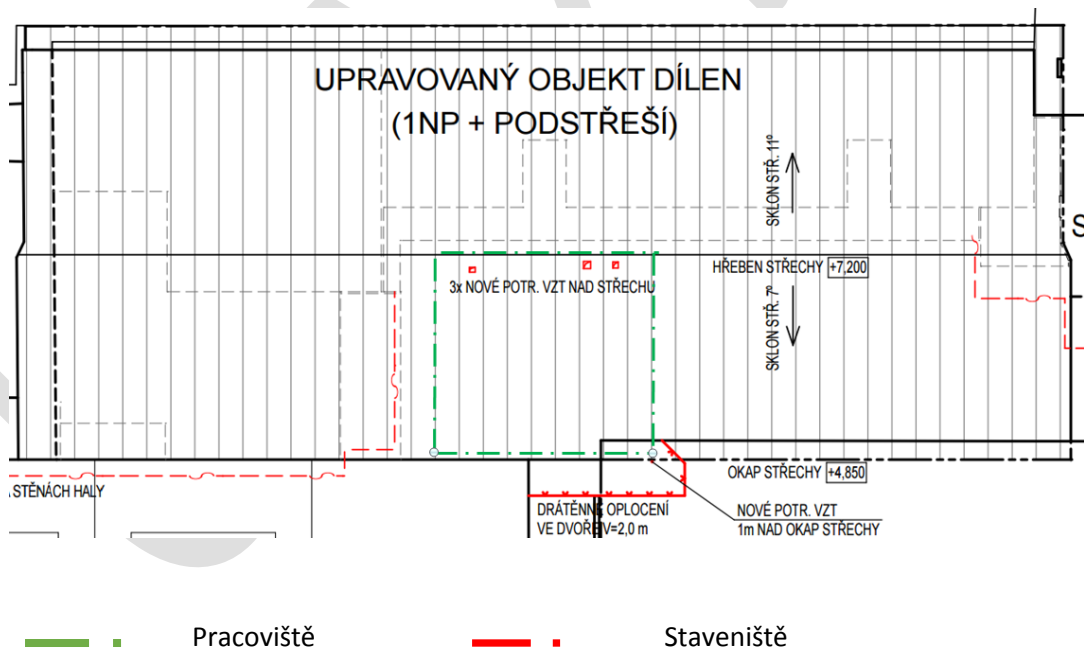 UPRAVOVANÝ OBJEKT DÍLEN
(1NP + PODSTŘEŠÍ)
SKLON STŘ. 11º
S
HŘEBEN STŘECHY +7,200
3x NOVÉ POTR. VZT NAD STŘECHU
SKLON STŘ. 7º
OKAP STŘECHY +4,850
STĚNÁCH HALY
DRÁTĚNNÉ OPLOCENÍ
VE DVOŘE V=2,0 m
NOVÉ POTR. VZT
1m NAD OKAP STŘECHY
Pracoviště
Staveniště